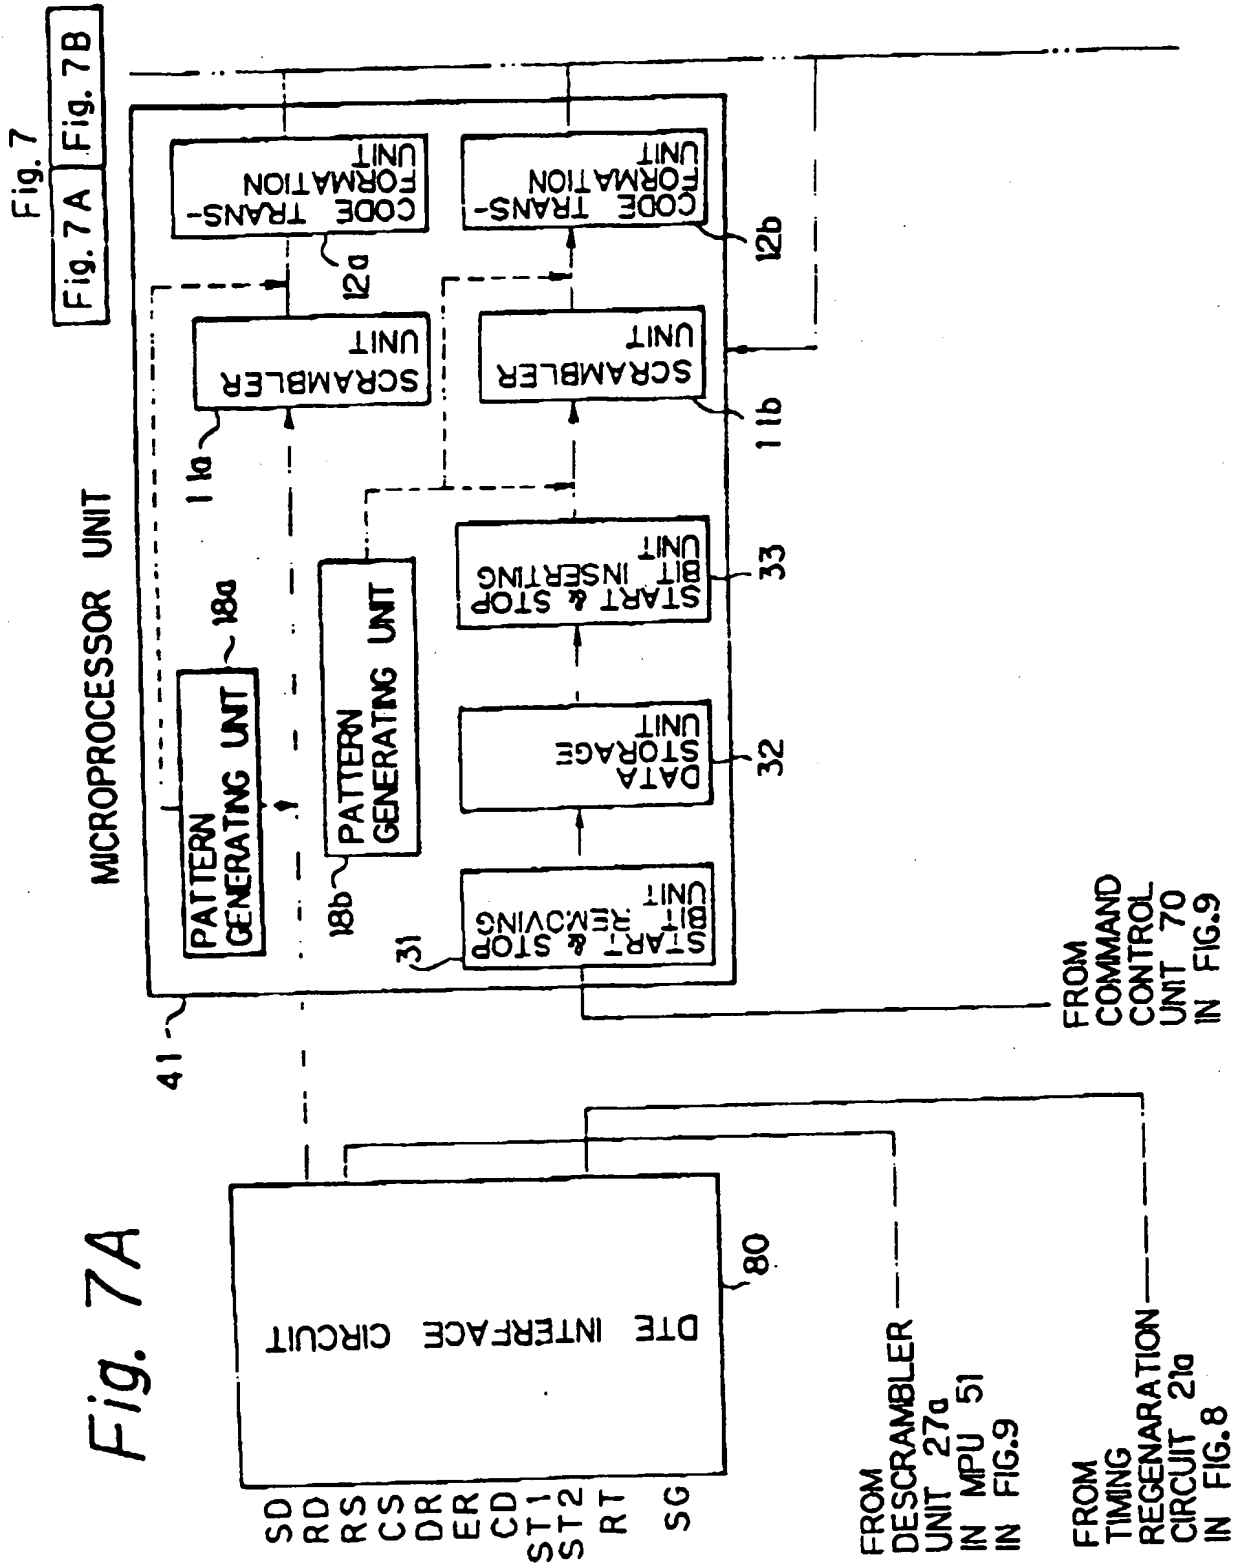 Fig. 7A
Fig. 7
Fig. 7A
Fig. 7B
MICROPROCESSOR UNIT
41
PATTERN
GENERATING UNIT
18a
11a
SCRAMBLER
UNIT
12a
CODE TRANS-
FORMATION
UNIT
18b
PATTERN
GENERATING UNIT
31
START & STOP
BIT REMOVING
UNIT
DATA
STORAGE
UNIT
32
START & STOP
BIT INSERTING
UNIT
33
SCRAMBLER
UNIT
11b
CODE TRANS-
FORMATION
UNIT
12b
SD
RD
RS
CS
DR
ER
CD
ST1
ST2
RT
SG
DTE INTERFACE CIRCUIT
80
FROM
DESCRAMBLER
UNIT 27a
IN MPU 51
IN FIG.9
FROM
TIMING
REGENARATION
CIRCUIT 21a
IN FIG.8
FROM
COMMAND
CONTROL
UNIT 70
IN FIG.9